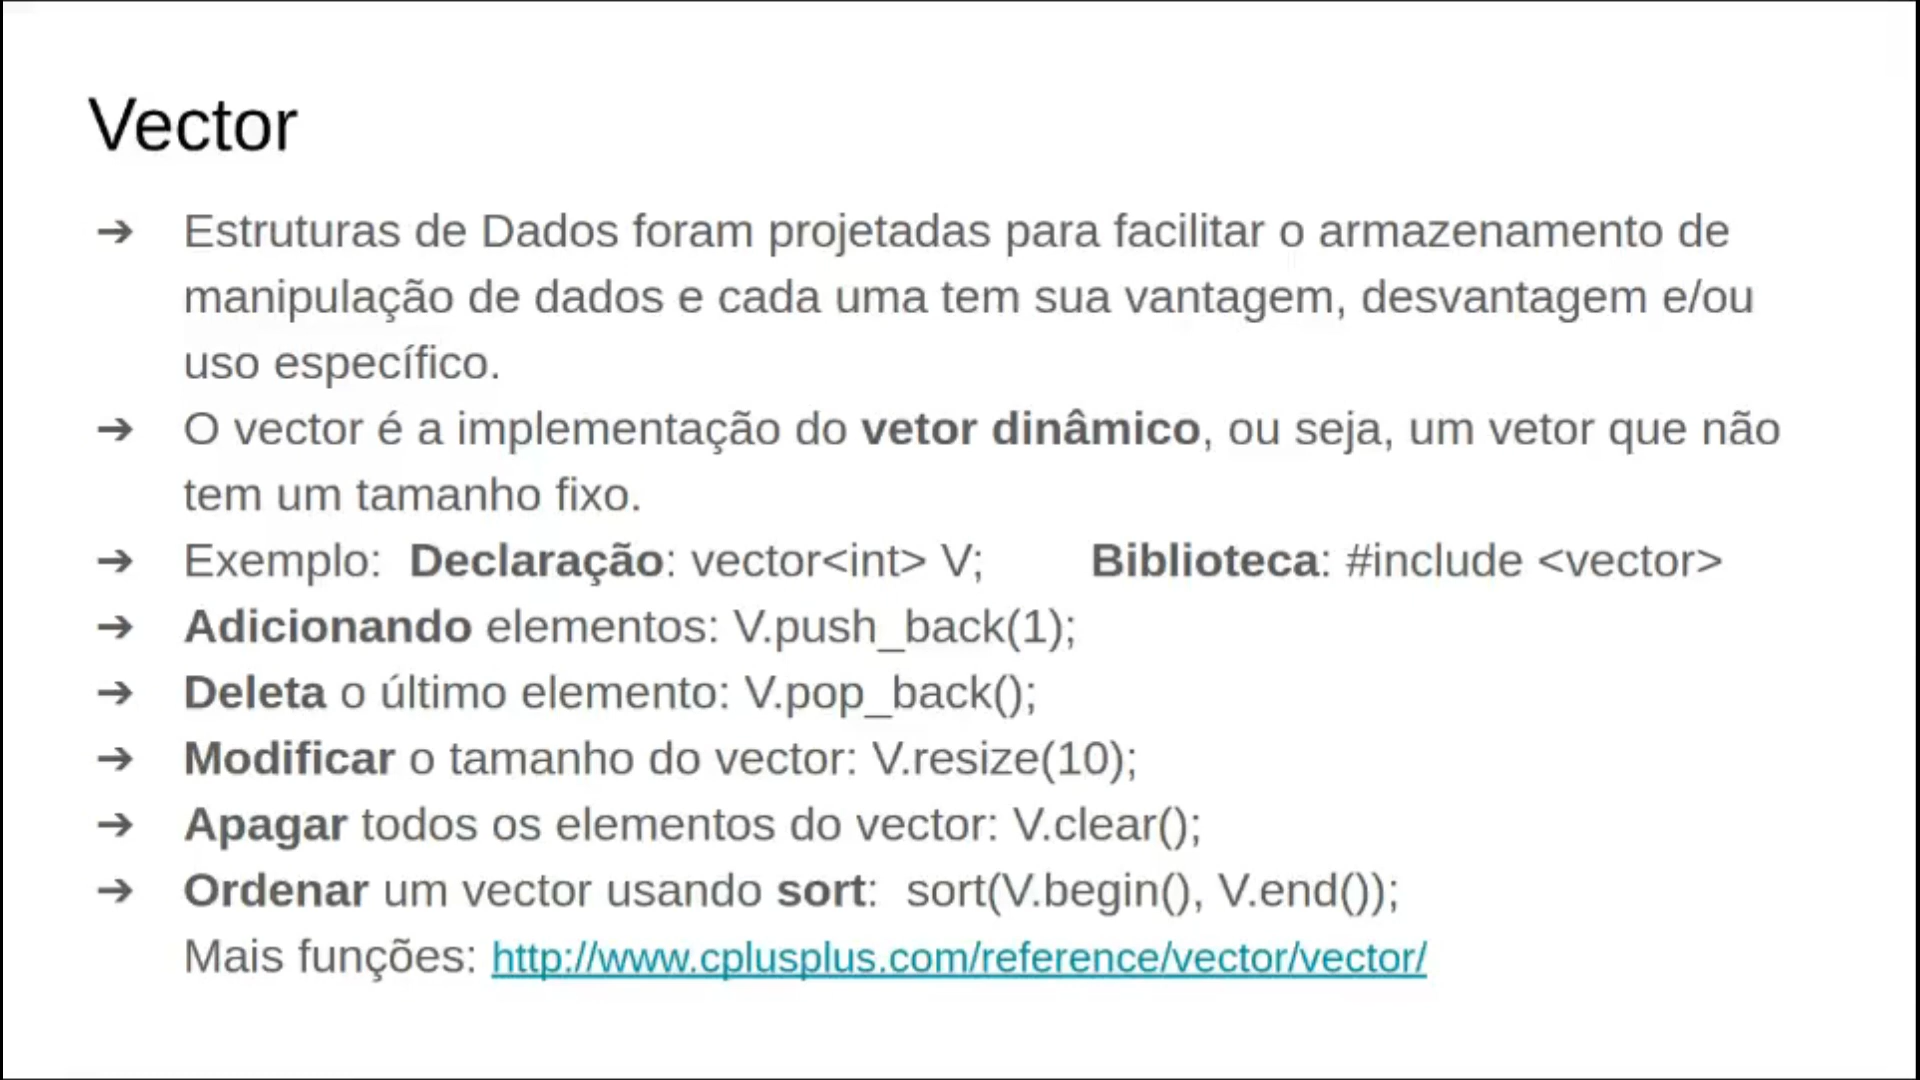 Vector
➔ Estruturas de Dados foram projetadas para facilitar o armazenamento de
manipulação de dados e cada uma tem sua vantagem, desvantagem e/ou
uso específico.
➔ O vector é a implementação do vetor dinâmico, ou seja, um vetor que não
tem um tamanho fixo.
➔ Exemplo: Declaração: vector<int> V; Biblioteca: #include <vector>
➔ Adicionando elementos: V.push_back(1);
➔ Deleta o último elemento: V.pop_back();
➔ Modificar o tamanho do vector: V.resize(10);
➔ Apagar todos os elementos do vector: V.clear();
➔ Ordenar um vector usando sort: sort(V.begin(), V.end());
Mais funções: http://www.cplusplus.com/reference/vector/vector/